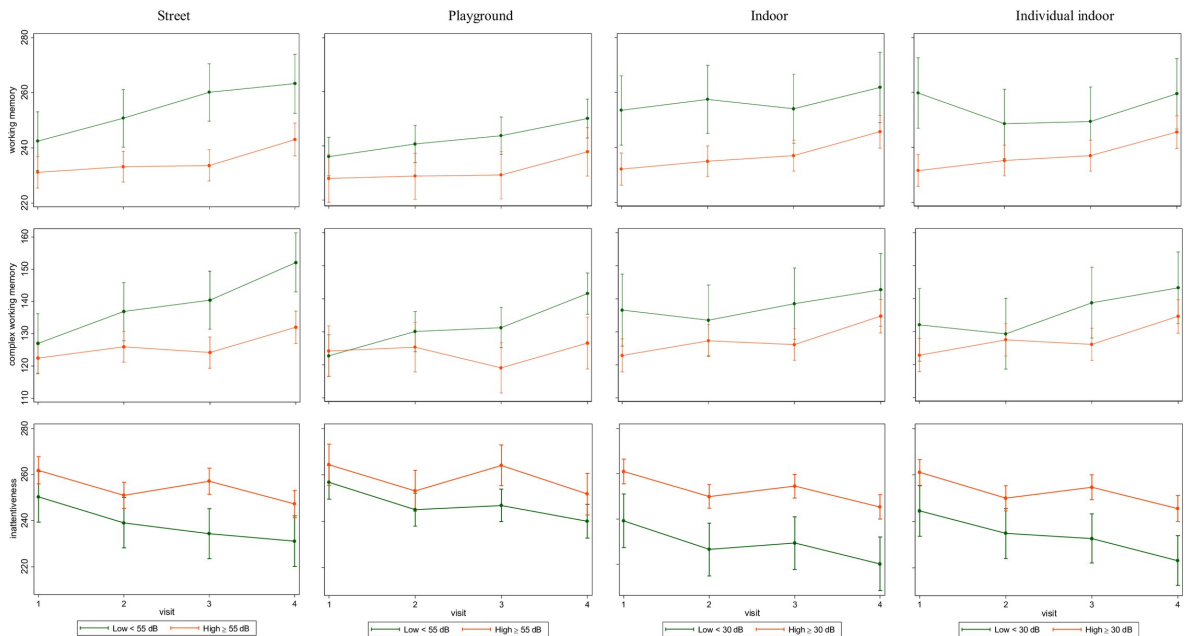 Street Playground Indoor Individual indoor
working memory
280
260
240
220
complex working memory
160
150
140
130
120
110
inattentiveness
280
260
240
220
1 2 3 4 1 2 3 4 1 2 3 4 1 2 3 4
visit visit visit visit
Low < 55 dB High ≥ 55 dB Low < 55 dB High ≥ 55 dB Low < 30 dB High ≥ 30 dB Low < 30 dB High ≥ 30 dB